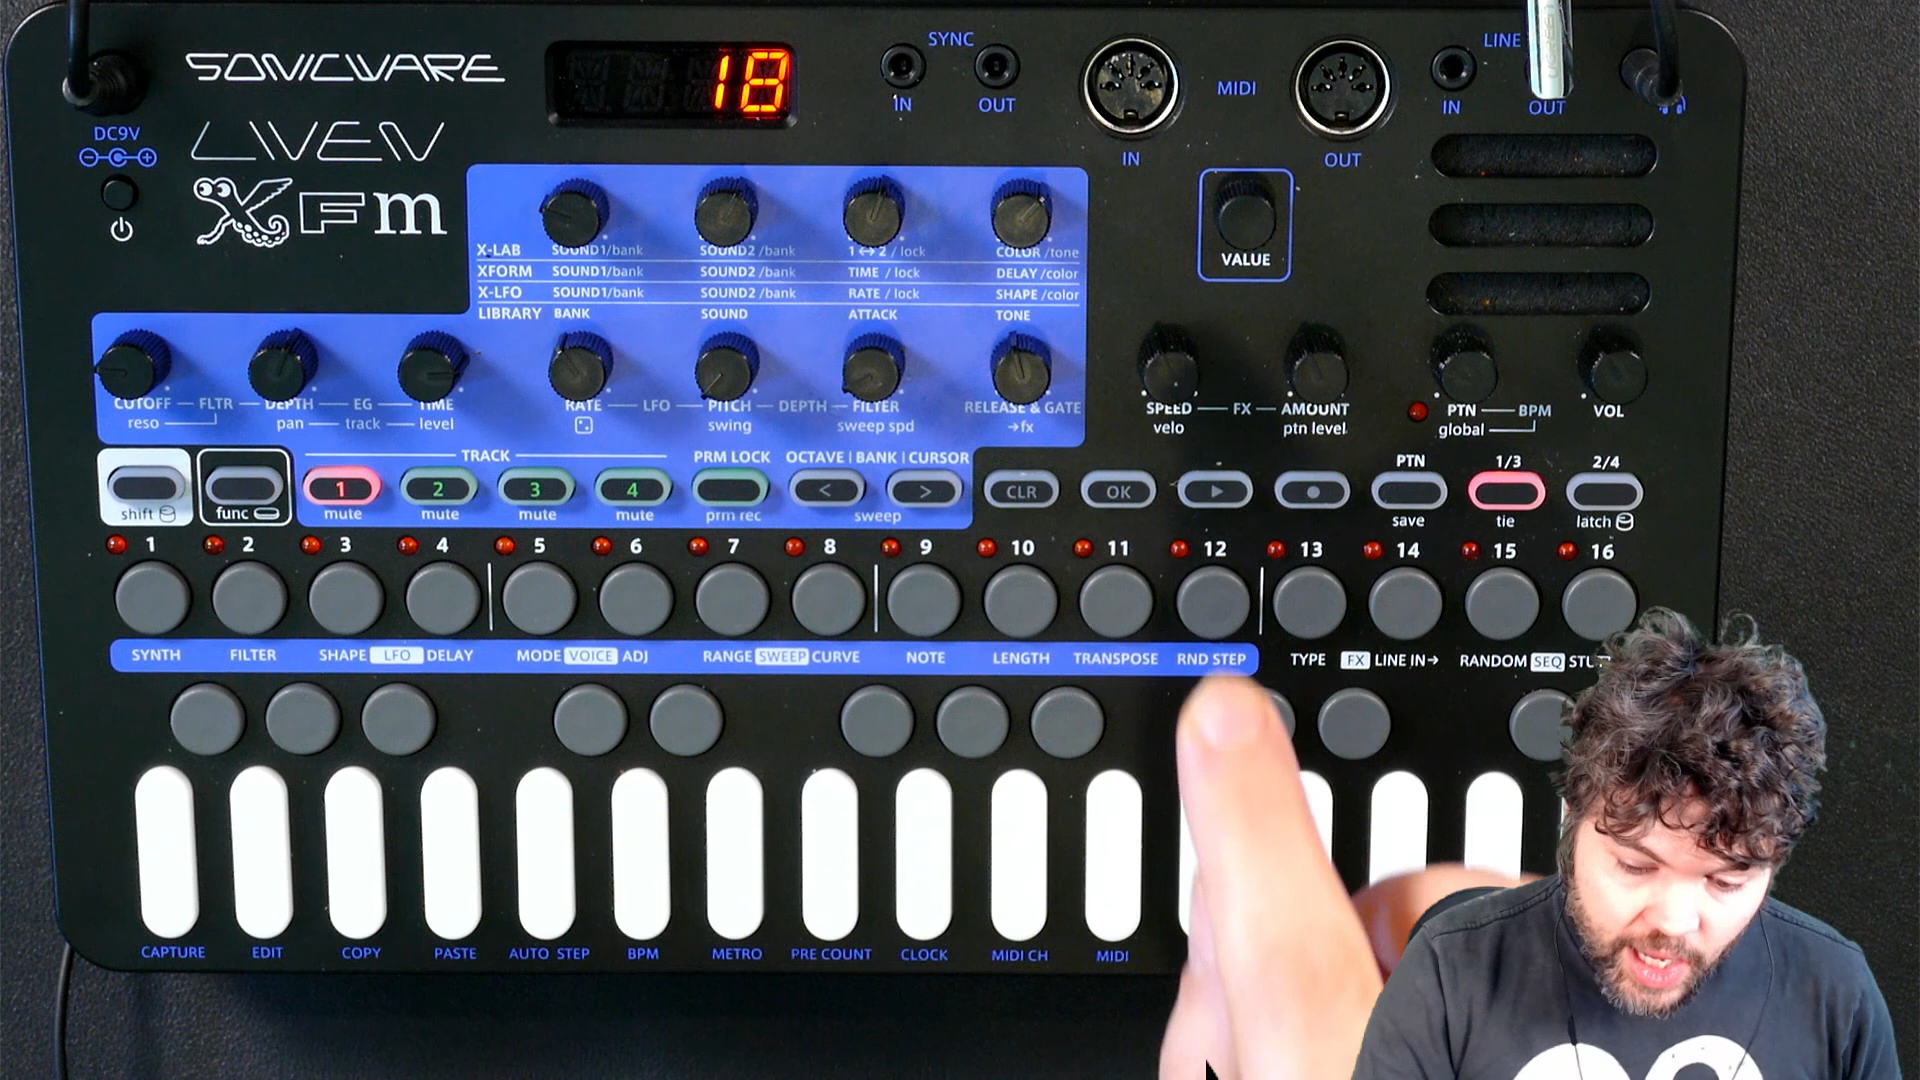 SONICWARE
18
SYNC
IN
OUT
MIDI
IN
OUT
LINE
IN
OUT
DC9V
LIVEN
XFm
VALUE
X-LAB SOUND1/bank SOUND2 /bank 1↔2 / lock COLOR /tone
XFORM SOUND1/bank SOUND2 /bank TIME / lock DELAY /color
X-LFO SOUND1/bank SOUND2 /bank RATE / lock SHAPE /color
LIBRARY BANK SOUND ATTACK TONE
CUTOFF — FLTR — DEPTH — EG — TIME RATE — LFO — PITCH — DEPTH — FILTER RELEASE & GATE SPEED — FX — AMOUNT PTN — BPM VOL
reso pan — track — level swing sweep spd →fx velo ptn level global
TRACK PRM LOCK OCTAVE | BANK | CURSOR PTN 1/3 2/4
1 2 3 4 < > CLR OK
shift func mute mute mute mute prm rec sweep save tie latch
1 2 3 4 5 6 7 8 9 10 11 12 13 14 15 16
SYNTH FILTER SHAPE LFO DELAY MODE VOICE ADJ RANGE SWEEP CURVE NOTE LENGTH TRANSPOSE RND STEP TYPE FX LINE IN→ RANDOM SEQ
CAPTURE EDIT COPY PASTE AUTO STEP BPM METRO PRE COUNT CLOCK MIDI CH MIDI